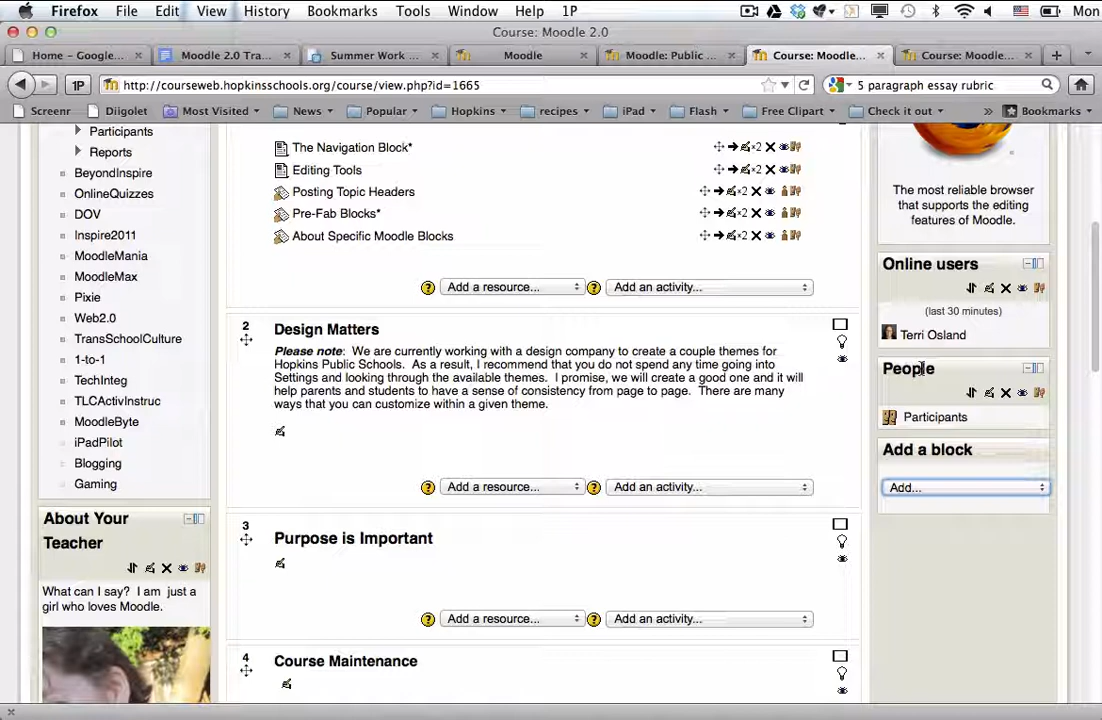 Firefox File Edit View History Bookmarks Tools Window Help 1P Mon
Course: Moodle 2.0
Home – Google... Moodle 2.0 Tra... Summer Work ... Moodle Moodle: Public ... Course: Moodle... Course: Moodle...
1P http://courseweb.hopkinsschools.org/course/view.php?id=1665 5 paragraph essay rubric
Screenr Diigolet Most Visited News Popular Hopkins recipes iPad Flash Free Clipart Check it out » Bookmarks
Participants
Reports
BeyondInspire
OnlineQuizzes
DOV
Inspire2011
MoodleMania
MoodleMax
Pixie
Web2.0
TransSchoolCulture
1-to-1
TechInteg
TLCActivInstruc
MoodleByte
iPadPilot
Blogging
Gaming
About Your
Teacher
What can I say? I am just a
girl who loves Moodle.
The Navigation Block*
×2
Editing Tools
×2
Posting Topic Headers
×2
Pre-Fab Blocks*
×2
About Specific Moodle Blocks
×2
? Add a resource... ? Add an activity...
2
Design Matters
Please note: We are currently working with a design company to create a couple themes for
Hopkins Public Schools. As a result, I recommend that you do not spend any time going into
Settings and looking through the available themes. I promise, we will create a good one and it will
help parents and students to have a sense of consistency from page to page. There are many
ways that you can customize within a given theme.
? Add a resource... ? Add an activity...
3
Purpose is Important
? Add a resource... ? Add an activity...
4
Course Maintenance
The most reliable browser
that supports the editing
features of Moodle.
Online users
(last 30 minutes)
Terri Osland
People
Participants
Add a block
Add...